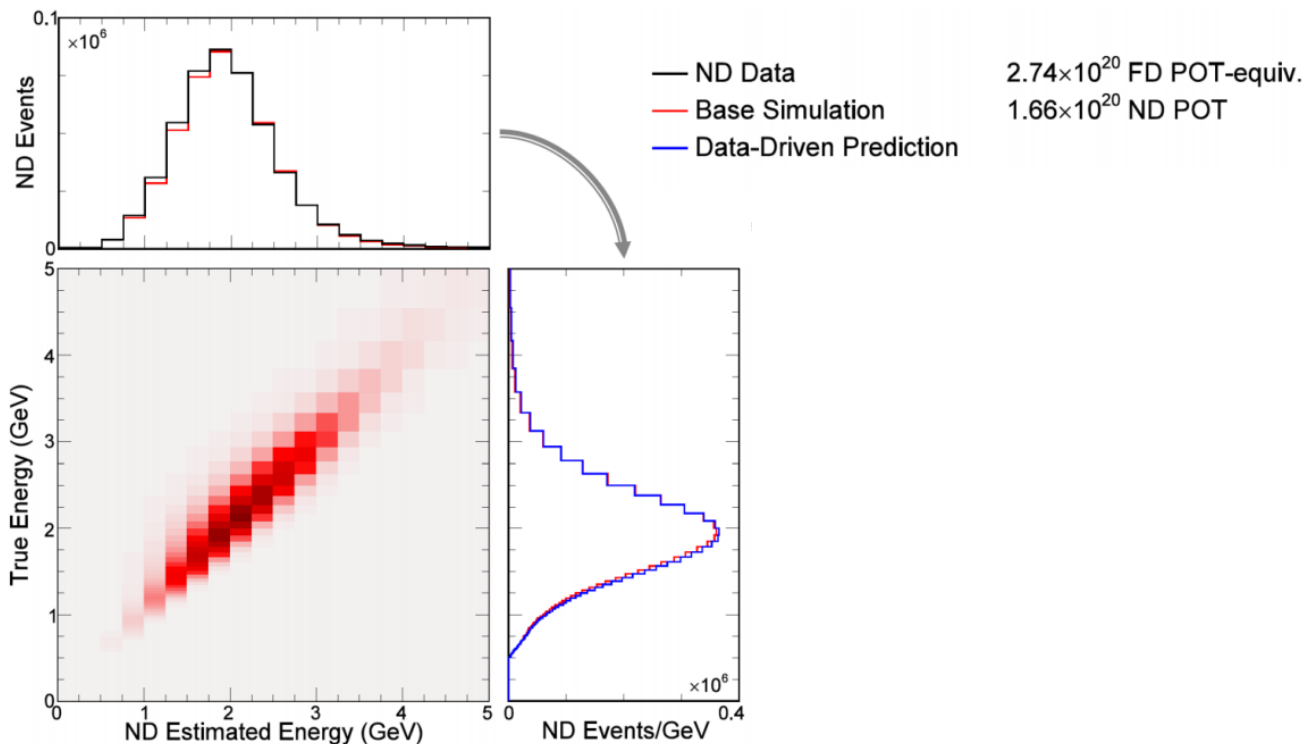 0.1
×10⁶
ND Events
0
ND Data
2.74×10²⁰ FD POT-equiv.
Base Simulation
1.66×10²⁰ ND POT
Data-Driven Prediction
5
4
3
2
1
0
True Energy (GeV)
0 1 2 3 4 5
ND Estimated Energy (GeV)
×10⁶
0 0.4
ND Events/GeV